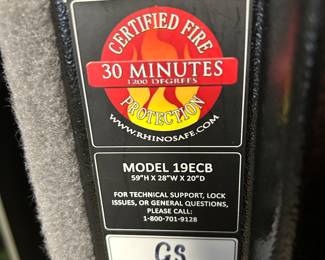 CERTIFIED FIRE
30 MINUTES
1200 DEGREES
PROTECTION
WWW.RHINOSAFE.COM
MODEL 19ECB
59"H X 28"W X 20"D
FOR TECHNICAL SUPPORT, LOCK
ISSUES, OR GENERAL QUESTIONS,
PLEASE CALL:
1-800-701-9128
GS